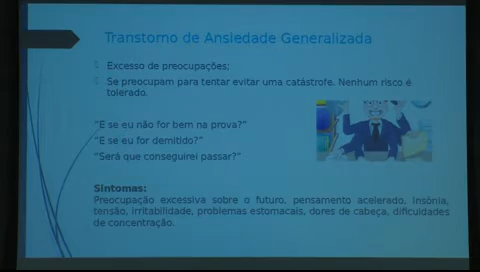 Transtorno de Ansiedade Generalizada
Excesso de preocupações;
Se preocupam para tentar evitar uma catástrofe. Nenhum risco é
tolerado.
"E se eu não for bem na prova?"
"E se eu for demitido?"
"Será que conseguirei passar?"
Sintomas:
Preocupação excessiva sobre o futuro, pensamento acelerado, insônia,
tensão, irritabilidade, problemas estomacais, dores de cabeça, dificuldades
de concentração.